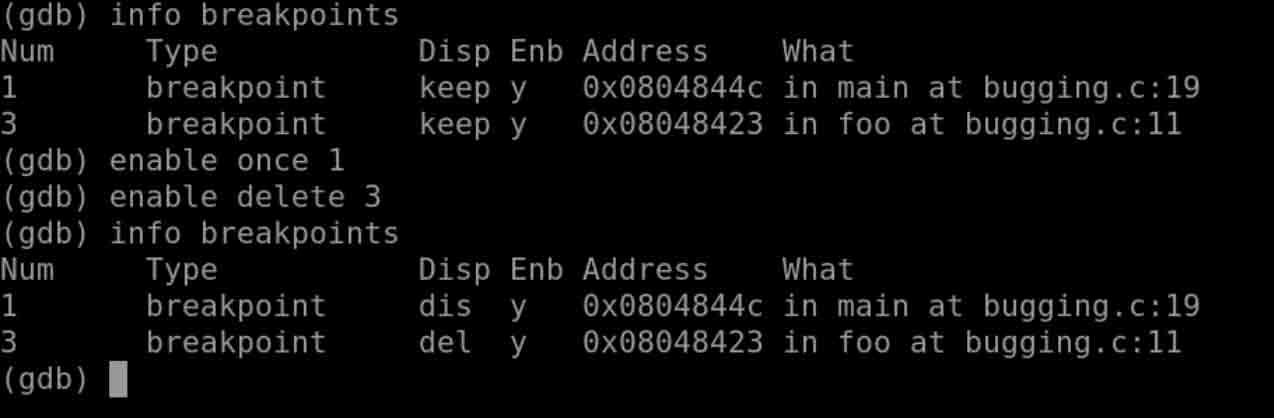 (gdb) info breakpoints
Num     Type           Disp Enb Address    What
1       breakpoint     keep y   0x0804844c in main at bugging.c:19
3       breakpoint     keep y   0x08048423 in foo at bugging.c:11
(gdb) enable once 1
(gdb) enable delete 3
(gdb) info breakpoints
Num     Type           Disp Enb Address    What
1       breakpoint     dis  y   0x0804844c in main at bugging.c:19
3       breakpoint     del  y   0x08048423 in foo at bugging.c:11
(gdb)